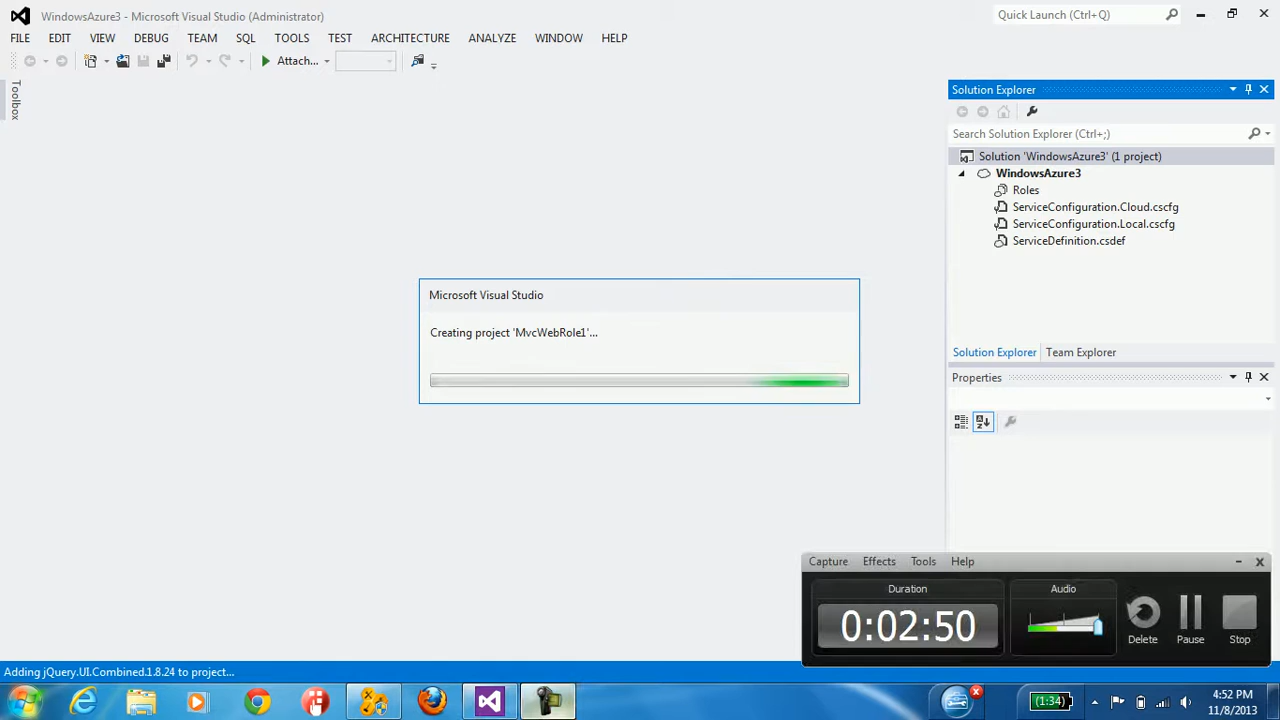 WindowsAzure3 - Microsoft Visual Studio (Administrator)
Quick Launch (Ctrl+Q)
FILE EDIT VIEW DEBUG TEAM SQL TOOLS TEST ARCHITECTURE ANALYZE WINDOW HELP
Attach...
Toolbox
Solution Explorer
Search Solution Explorer (Ctrl+;)
Solution 'WindowsAzure3' (1 project)
WindowsAzure3
Roles
ServiceConfiguration.Cloud.cscfg
ServiceConfiguration.Local.cscfg
ServiceDefinition.csdef
Solution Explorer Team Explorer
Properties
Microsoft Visual Studio
Creating project 'MvcWebRole1'...
Capture Effects Tools Help
Duration
0:02:50
Audio
Delete
Pause
Stop
Adding jQuery.UI.Combined.1.8.24 to project...
(1:34)
4:52 PM
11/8/2013